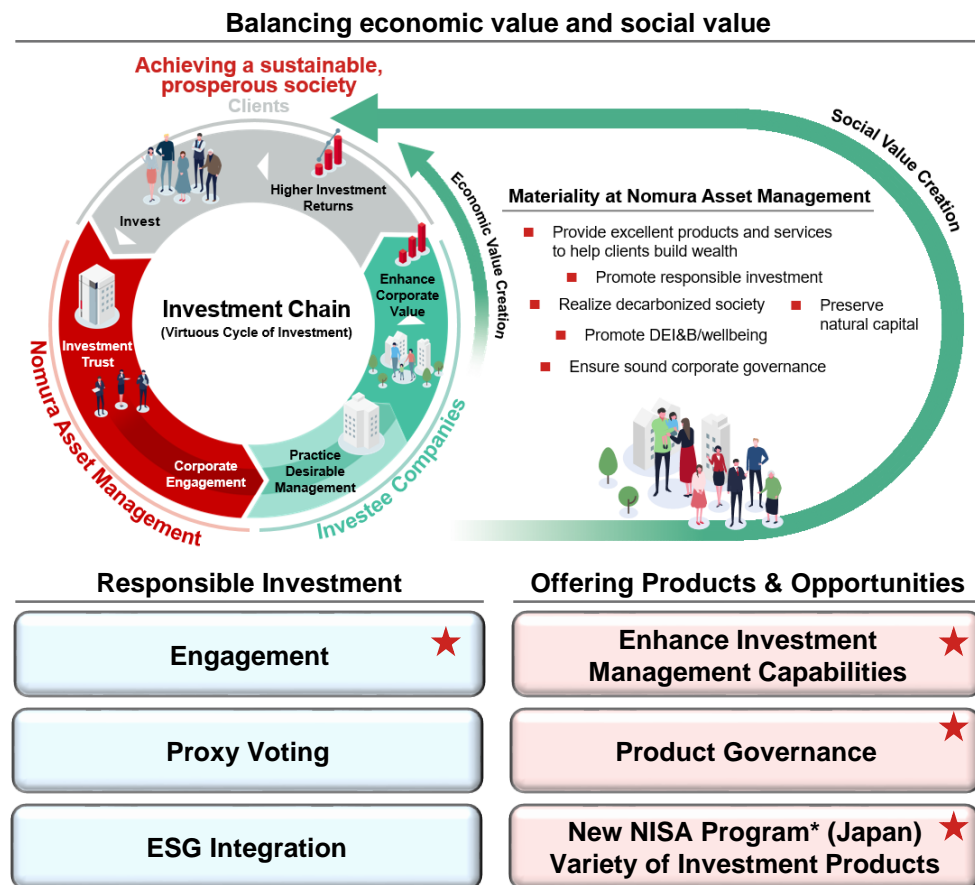 Balancing economic value and social value
Achieving a sustainable,
prosperous society
Clients
Invest
Higher Investment
Returns
Enhance
Corporate
Value
Practice
Desirable
Management
Corporate
Engagement
Investment
Trust
Investment Chain
(Virtuous Cycle of Investment)
Nomura Asset Management
Investee Companies
Economic Value Creation
Social Value Creation
Materiality at Nomura Asset Management
Provide excellent products and services
to help clients build wealth
Promote responsible investment
Realize decarbonized society
Preserve
natural capital
Promote DEI&B/wellbeing
Ensure sound corporate governance
Responsible Investment
Engagement
Proxy Voting
ESG Integration
Offering Products & Opportunities
Enhance Investment
Management Capabilities
Product Governance
New NISA Program* (Japan)
Variety of Investment Products